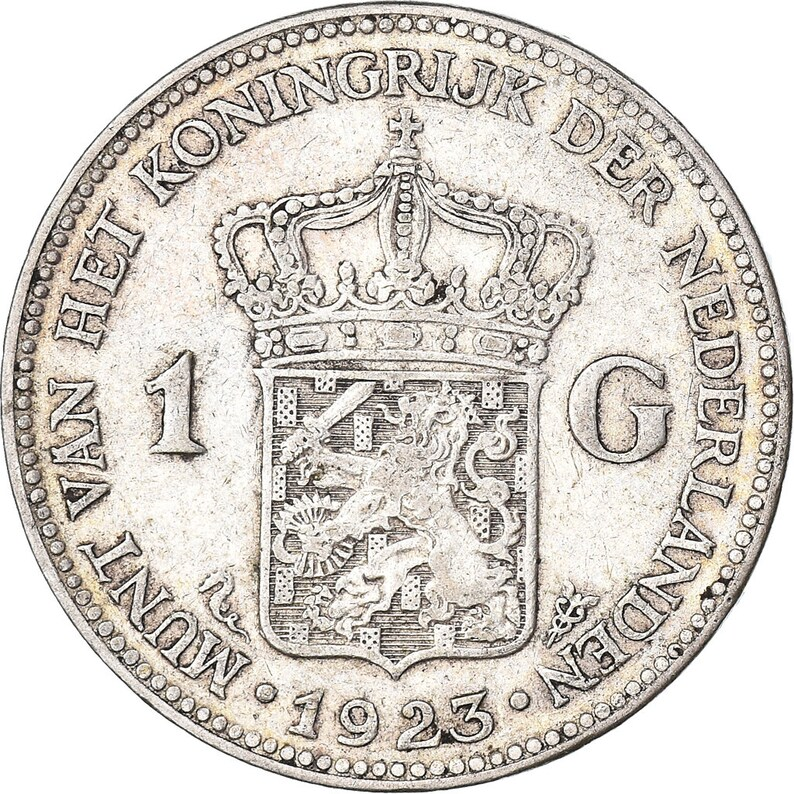 MUNT VAN HET KONINGRIJK DER NEDERLANDEN
1 G
• 1923 •